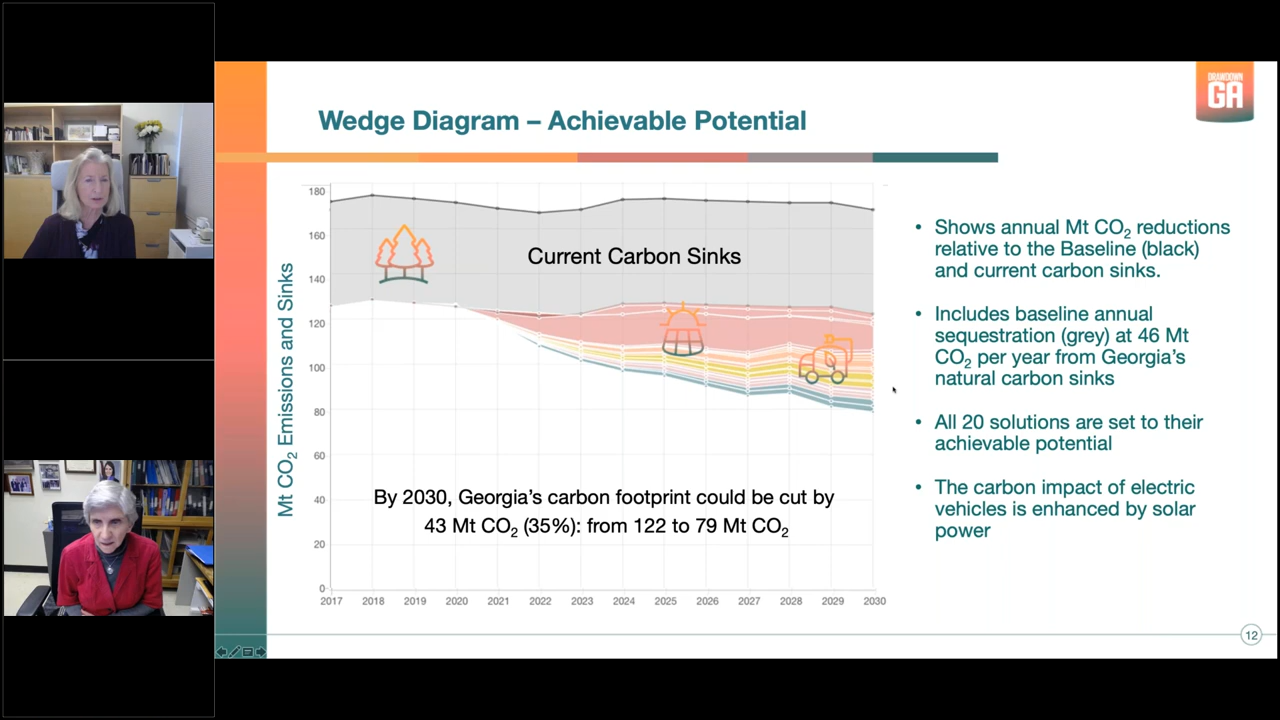 DRAWDOWN
GA
Wedge Diagram – Achievable Potential
Mt CO₂ Emissions and Sinks
180
160
140
120
100
80
60
40
20
0
2017 2018 2019 2020 2021 2022 2023 2024 2025 2026 2027 2028 2029 2030
Current Carbon Sinks
By 2030, Georgia's carbon footprint could be cut by
43 Mt CO₂ (35%): from 122 to 79 Mt CO₂
• Shows annual Mt CO₂ reductions
relative to the Baseline (black)
and current carbon sinks.
• Includes baseline annual
sequestration (grey) at 46 Mt
CO₂ per year from Georgia's
natural carbon sinks
• All 20 solutions are set to their
achievable potential
• The carbon impact of electric
vehicles is enhanced by solar
power
12